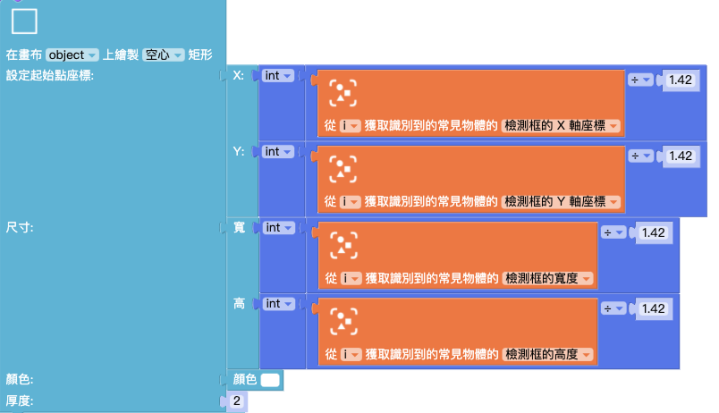 在畫布 object 上繪製 空心 矩形
設定起始點座標: X: int ÷ 1.42
從 i 獲取識別到的常見物體的 檢測框的 X 軸座標
Y: int ÷ 1.42
從 i 獲取識別到的常見物體的 檢測框的 Y 軸座標
尺寸: 寬 int ÷ 1.42
從 i 獲取識別到的常見物體的 檢測框的寬度
高 int ÷ 1.42
從 i 獲取識別到的常見物體的 檢測框的高度
顏色: 顏色
厚度: 2